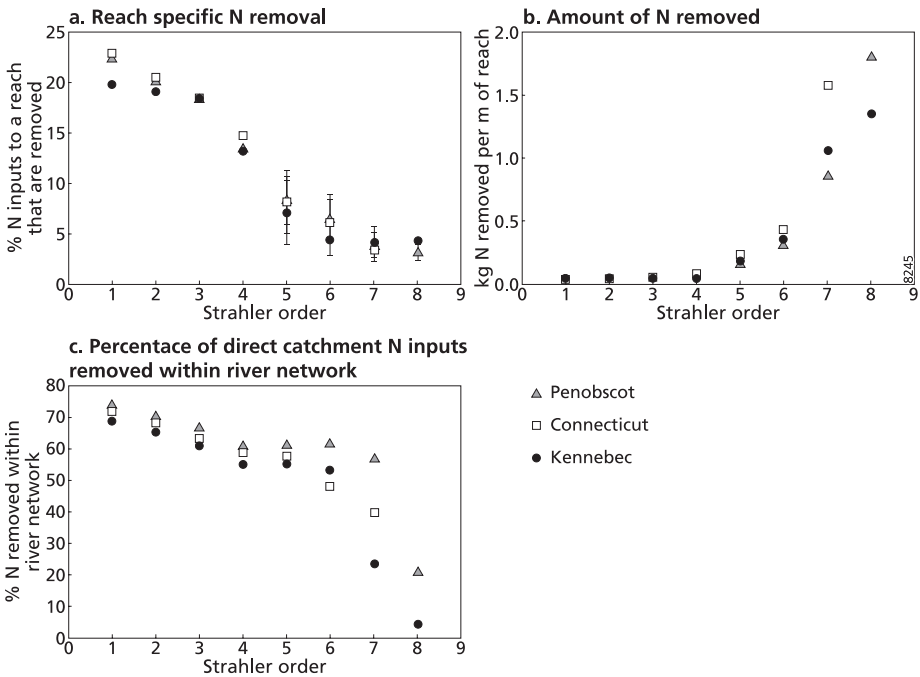 a. Reach specific N removal
25
20
15
10
5
0
% N inputs to a reach
that are removed
0 1 2 3 4 5 6 7 8 9
Strahler order
b. Amount of N removed
2.0
1.5
1.0
0.5
0.0
kg N removed per m of reach
0 1 2 3 4 5 6 7 8 9
Strahler order
8245
c. Percentace of direct catchment N inputs
removed within river network
80
70
60
50
40
30
20
10
0
% N removed within
river network
0 1 2 3 4 5 6 7 8 9
Strahler order
Penobscot
Connecticut
Kennebec